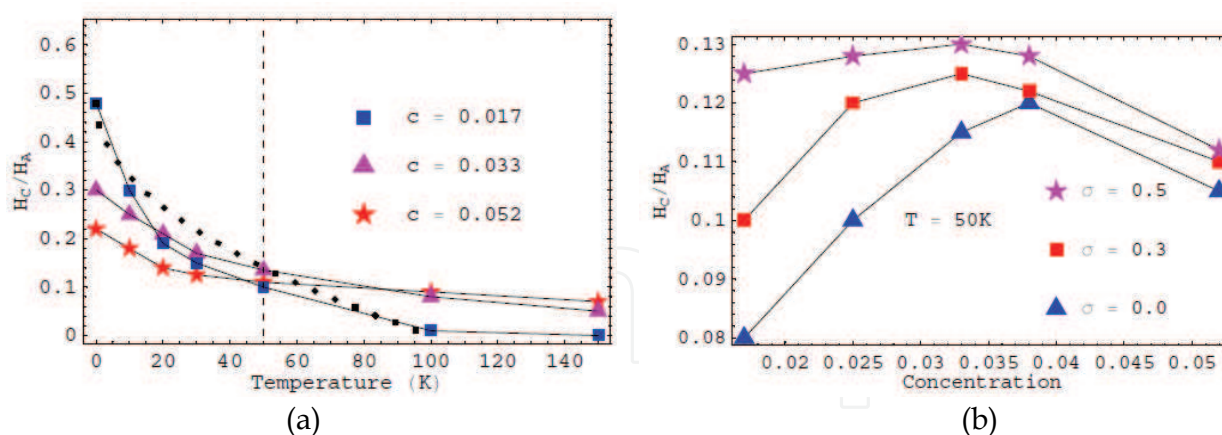 H_C/H_A
0.6
0.5
0.4
0.3
0.2
0.1
0
c = 0.017
c = 0.033
c = 0.052
0 20 40 60 80 100 120 140
Temperature (K)
(a)
H_C/H_A
0.13
0.12
0.11
0.1
0.09
0.08
T = 50K
σ = 0.5
σ = 0.3
σ = 0.0
0.02 0.025 0.03 0.035 0.04 0.045 0.05
Concentration
(b)